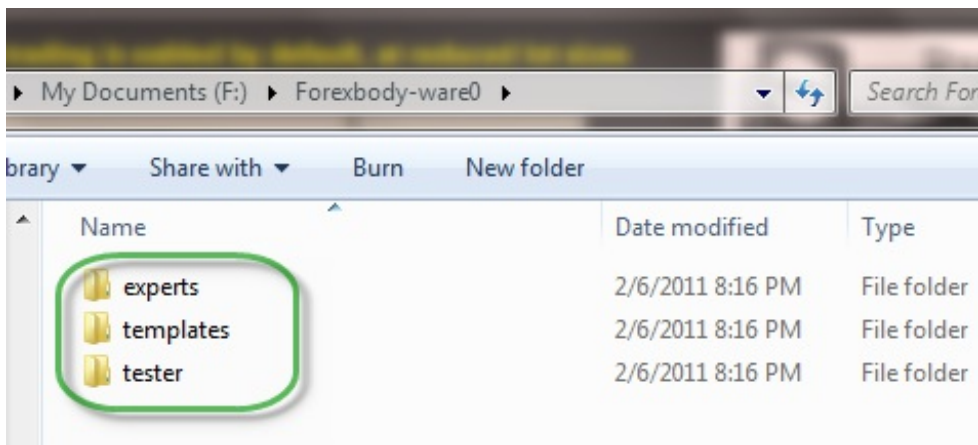 My Documents (F:) Forexbody-ware0 Search For
brary Share with Burn New folder
Name Date modified Type
experts 2/6/2011 8:16 PM File folder
templates 2/6/2011 8:16 PM File folder
tester 2/6/2011 8:16 PM File folder